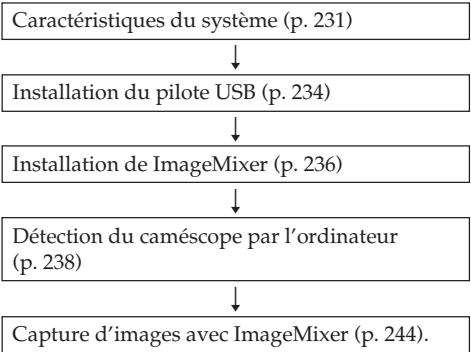 Caractéristiques du système (p. 231)
Installation du pilote USB (p. 234)
Installation de ImageMixer (p. 236)
Détection du caméscope par l'ordinateur
(p. 238)
Capture d'images avec ImageMixer (p. 244).